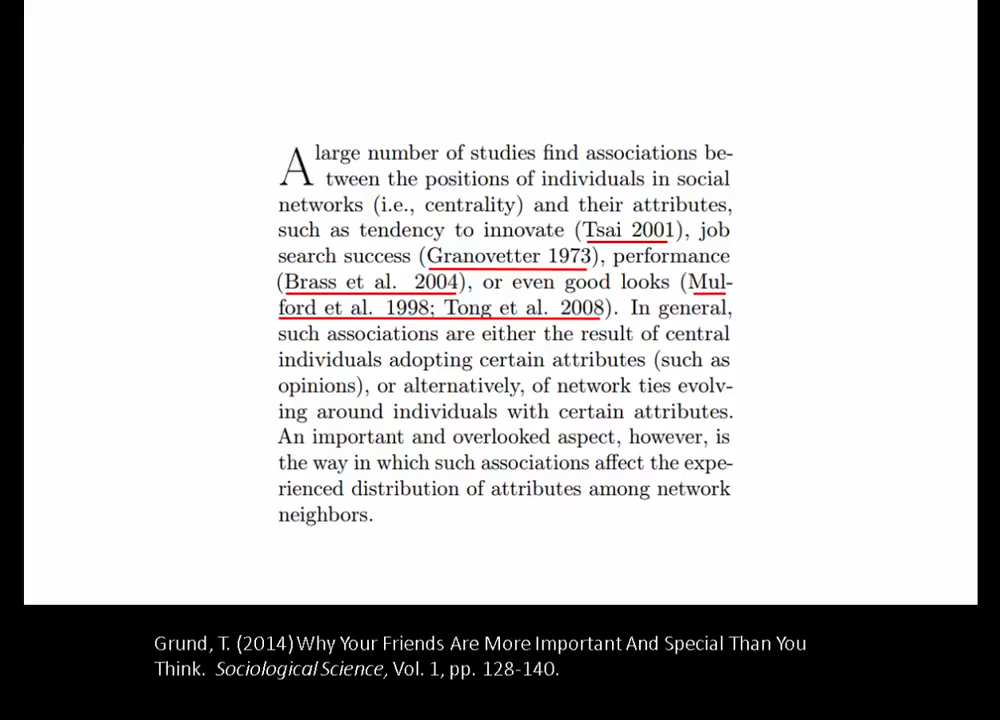 A large number of studies find associations be-
tween the positions of individuals in social
networks (i.e., centrality) and their attributes,
such as tendency to innovate (Tsai 2001), job
search success (Granovetter 1973), performance
(Brass et al. 2004), or even good looks (Mul-
ford et al. 1998; Tong et al. 2008). In general,
such associations are either the result of central
individuals adopting certain attributes (such as
opinions), or alternatively, of network ties evolv-
ing around individuals with certain attributes.
An important and overlooked aspect, however, is
the way in which such associations affect the expe-
rienced distribution of attributes among network
neighbors.
Grund, T. (2014) Why Your Friends Are More Important And Special Than You
Think. Sociological Science, Vol. 1, pp. 128-140.